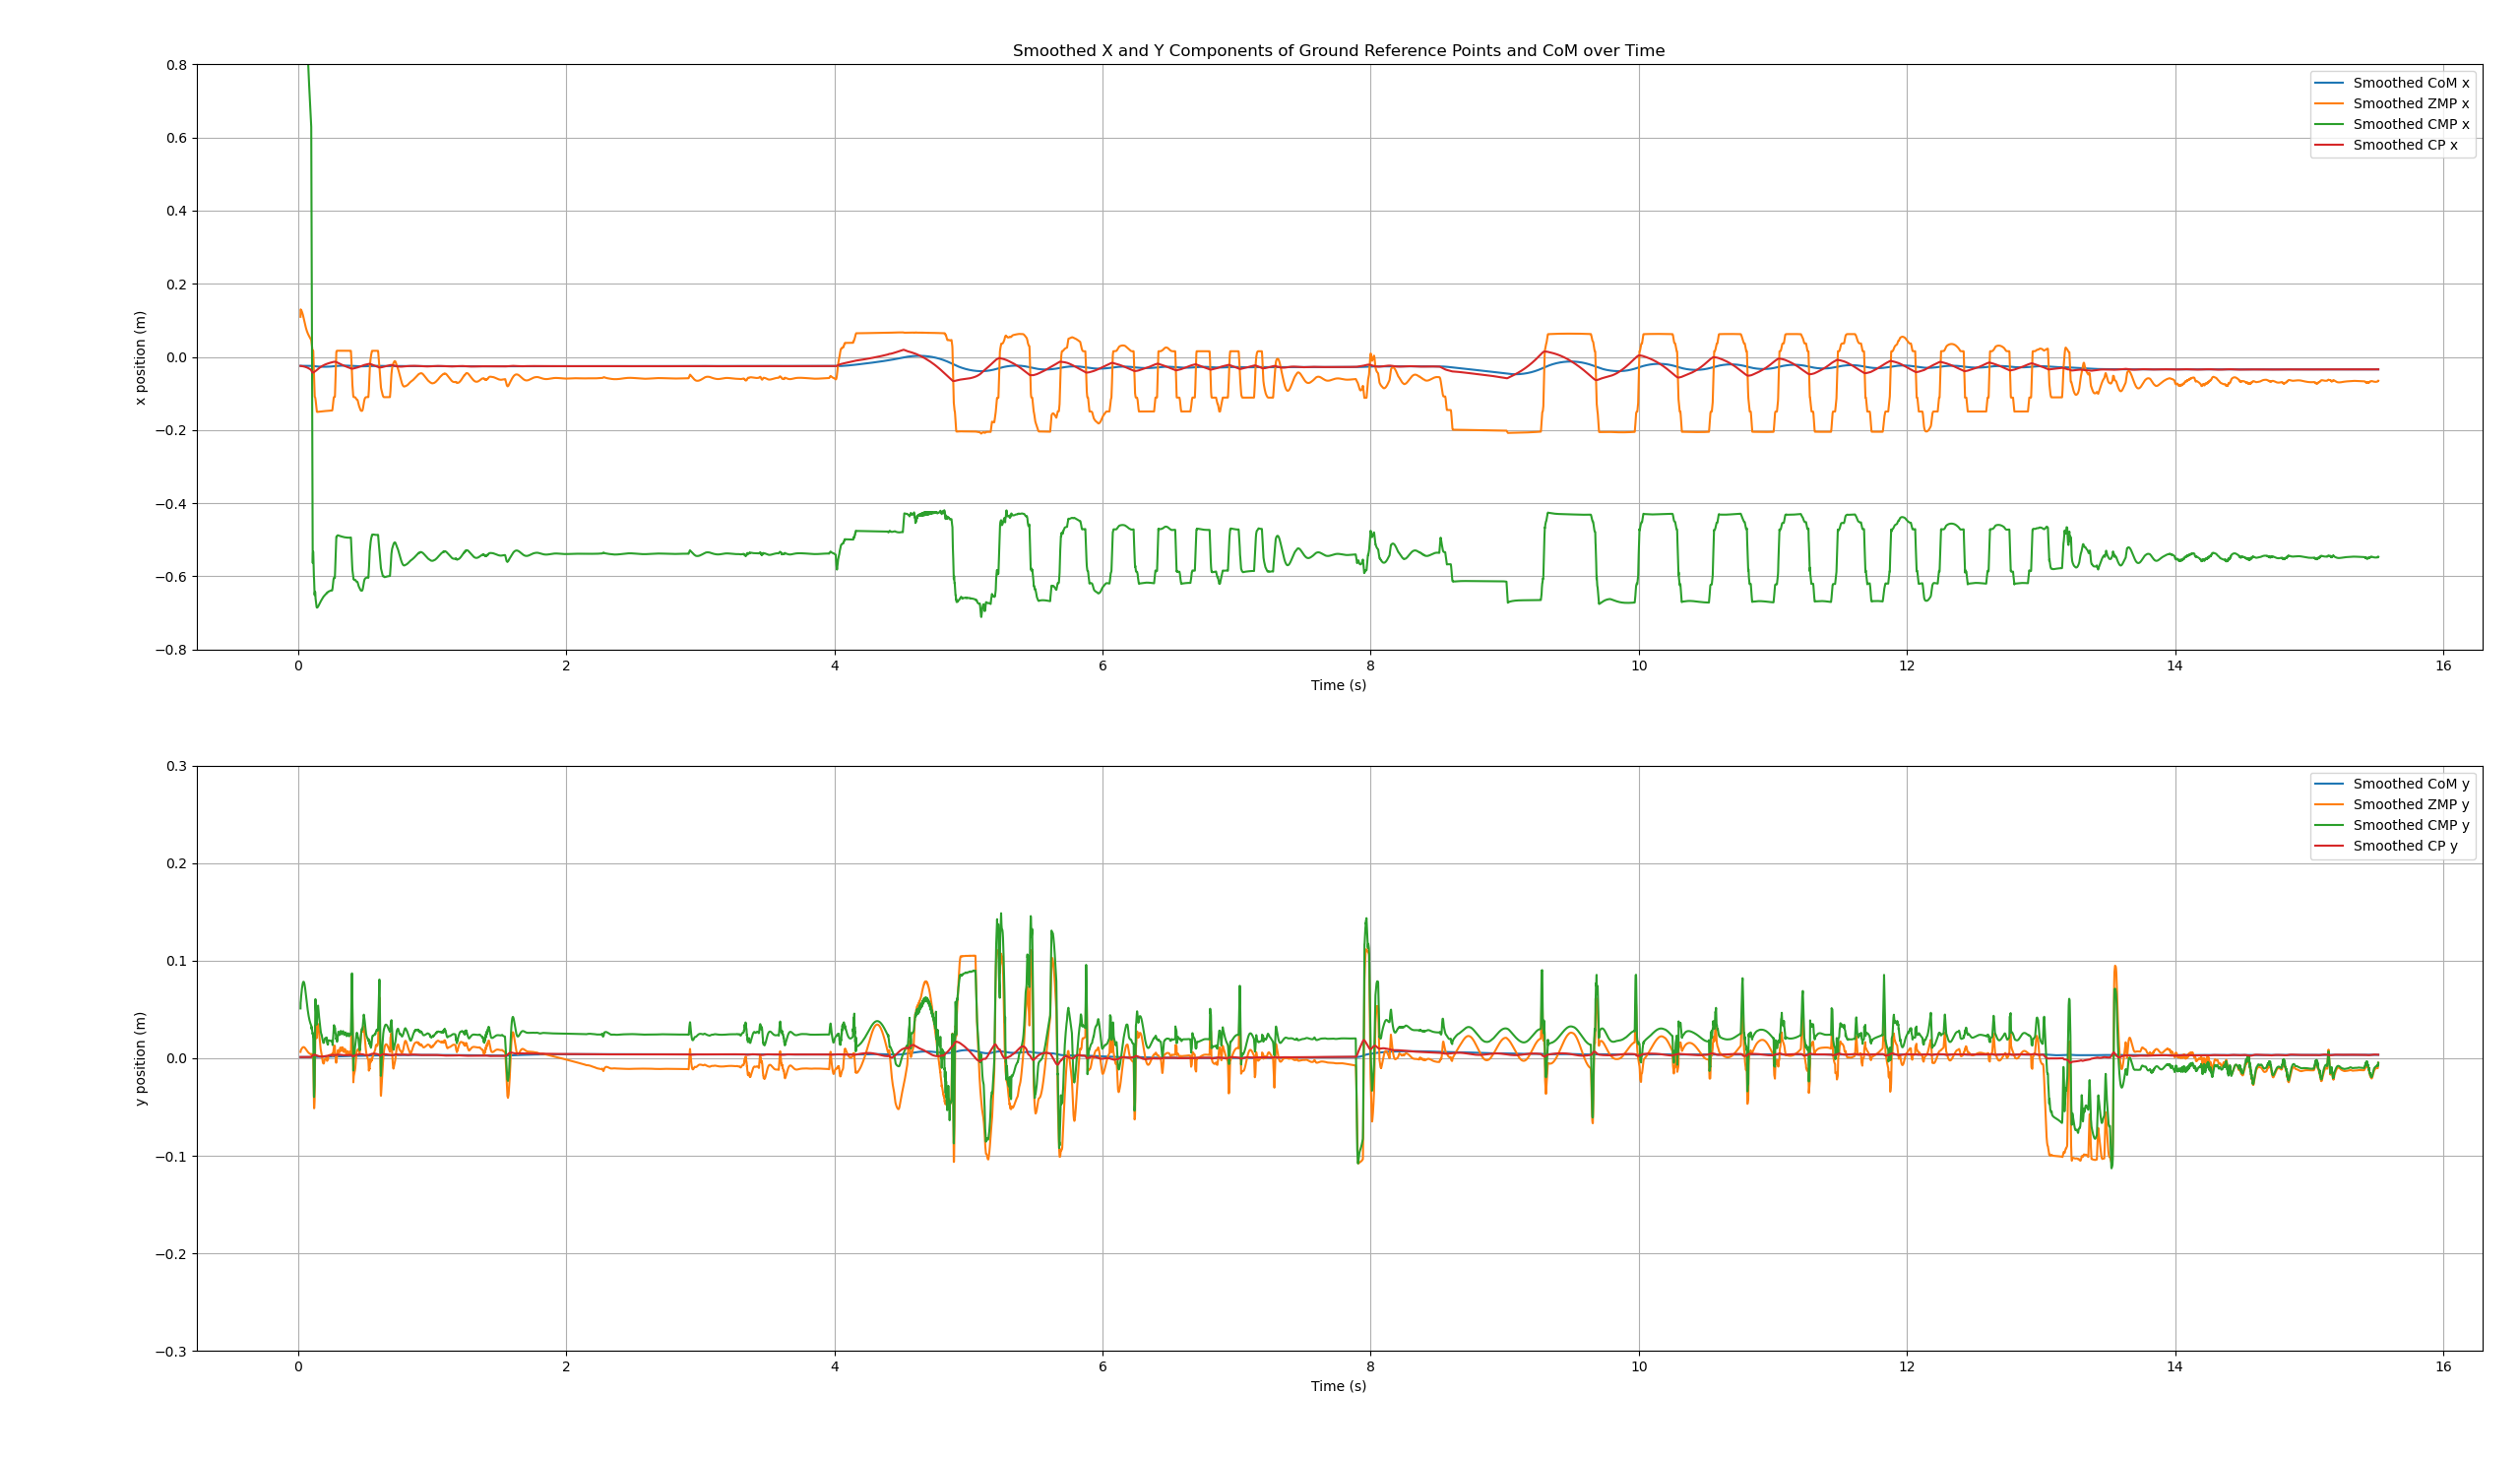 Smoothed X and Y Components of Ground Reference Points and CoM over Time
0.8
0.6
0.4
0.2
0.0
−0.2
−0.4
−0.6
−0.8
x position (m)
Smoothed CoM x
Smoothed ZMP x
Smoothed CMP x
Smoothed CP x
0 2 4 6 8 10 12 14 16
Time (s)
0.3
0.2
0.1
0.0
−0.1
−0.2
−0.3
y position (m)
Smoothed CoM y
Smoothed ZMP y
Smoothed CMP y
Smoothed CP y
0 2 4 6 8 10 12 14 16
Time (s)